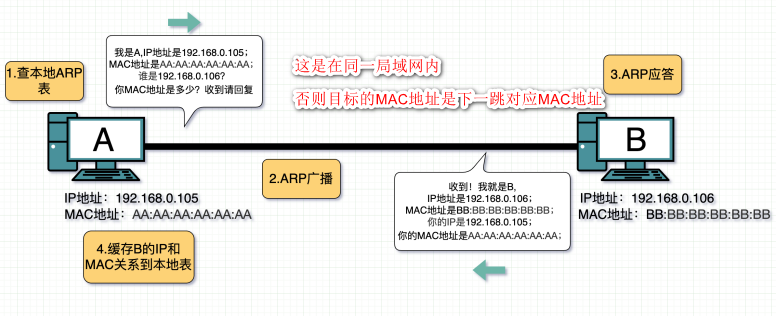 我是A,IP地址是192.168.0.105；
MAC地址是AA:AA:AA:AA:AA:AA；
谁是192.168.0.106?
你MAC地址是多少？收到请回复
这是在同一局域网内
否则目标的MAC地址是下一跳对应MAC地址
1.查本地ARP
表
3.ARP应答
A
B
2.ARP广播
IP地址：192.168.0.105
MAC地址：AA:AA:AA:AA:AA:AA
收到！我就是B,
IP地址是192.168.0.106；
MAC地址是BB:BB:BB:BB:BB:BB；
你的IP是192.168.0.105；
你的MAC地址是AA:AA:AA:AA:AA:AA；
IP地址：192.168.0.106
MAC地址：BB:BB:BB:BB:BB:BB
4.缓存B的IP和
MAC关系到本地表